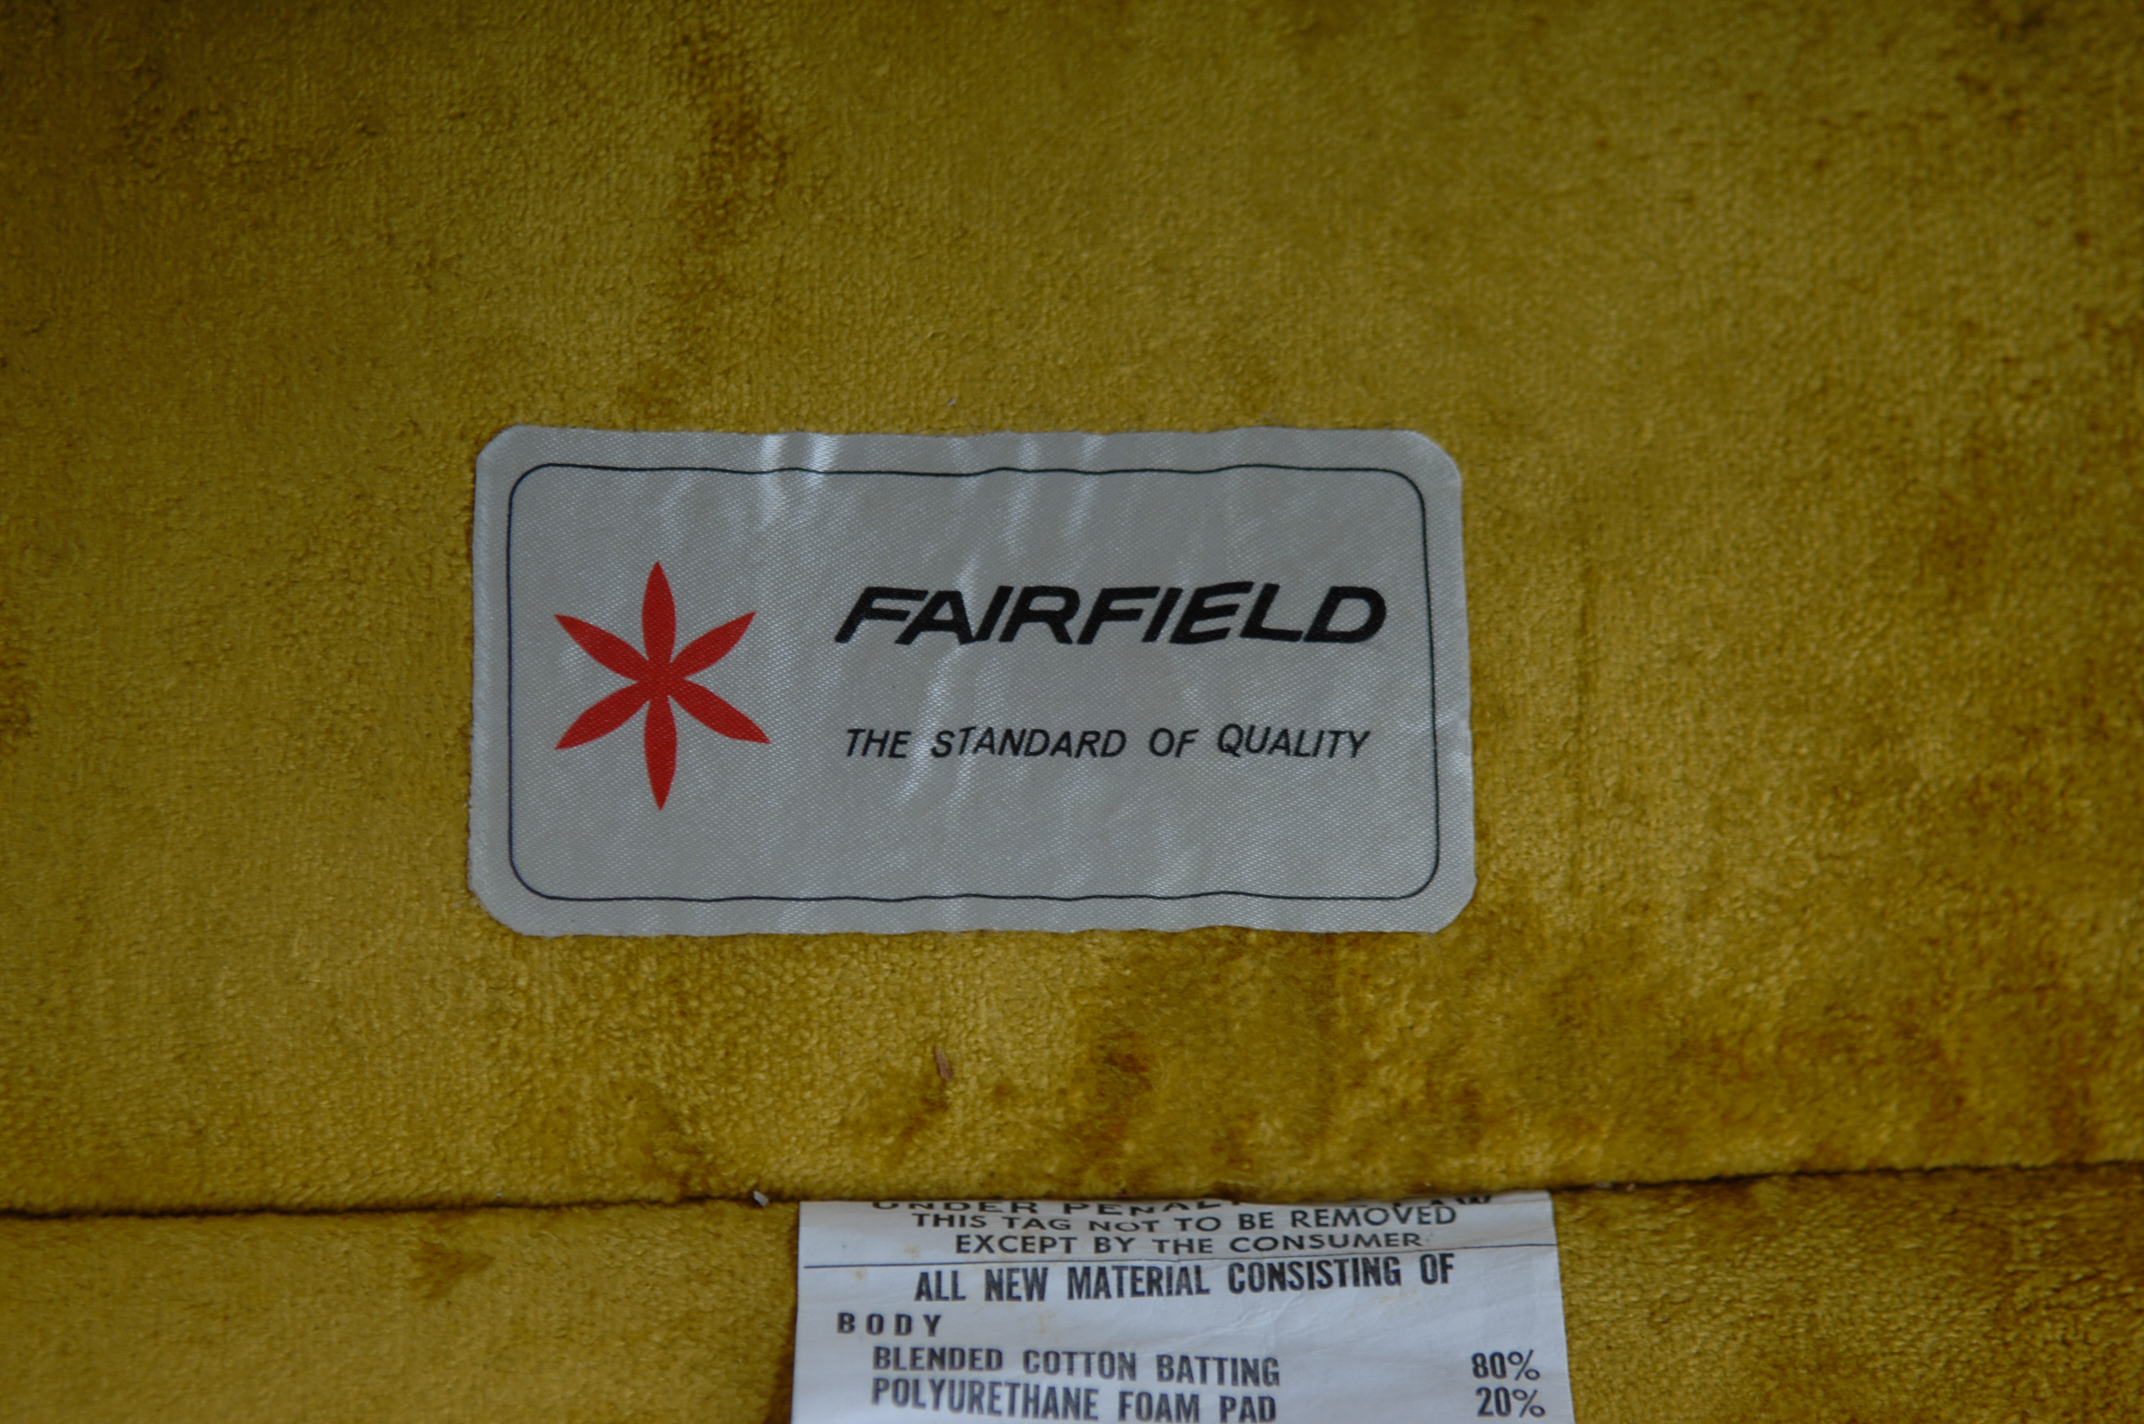 FAIRFIELD
THE STANDARD OF QUALITY
UNDER
THIS TAG NOT TO BE REMOVED
EXCEPT BY THE CONSUMER
ALL NEW MATERIAL CONSISTING OF
BODY
BLENDED COTTON BATTING 80%
POLYURETHANE FOAM PAD 20%